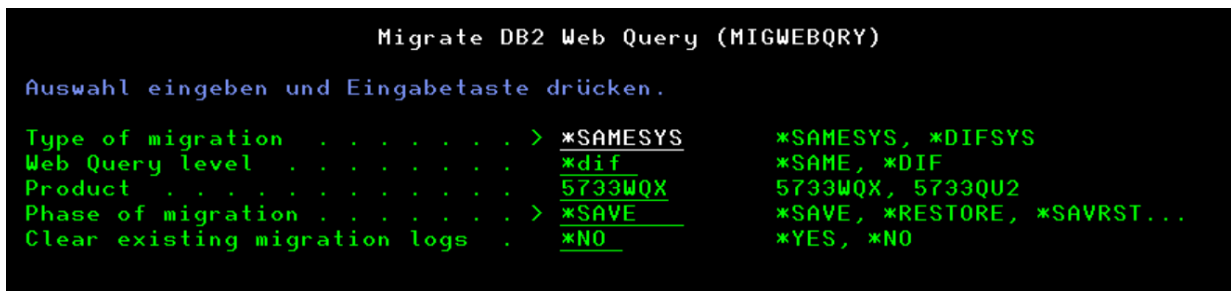 Migrate DB2 Web Query (MIGWEBQRY)
Auswahl eingeben und Eingabetaste drücken.
Type of migration . . . . . . . > *SAMESYS *SAMESYS, *DIFSYS
Web Query level . . . . . . . . *dif *SAME, *DIF
Product . . . . . . . . . . . . 5733WQX 5733WQX, 5733QU2
Phase of migration . . . . . . . > *SAVE *SAVE, *RESTORE, *SAVRST...
Clear existing migration logs . *NO *YES, *NO